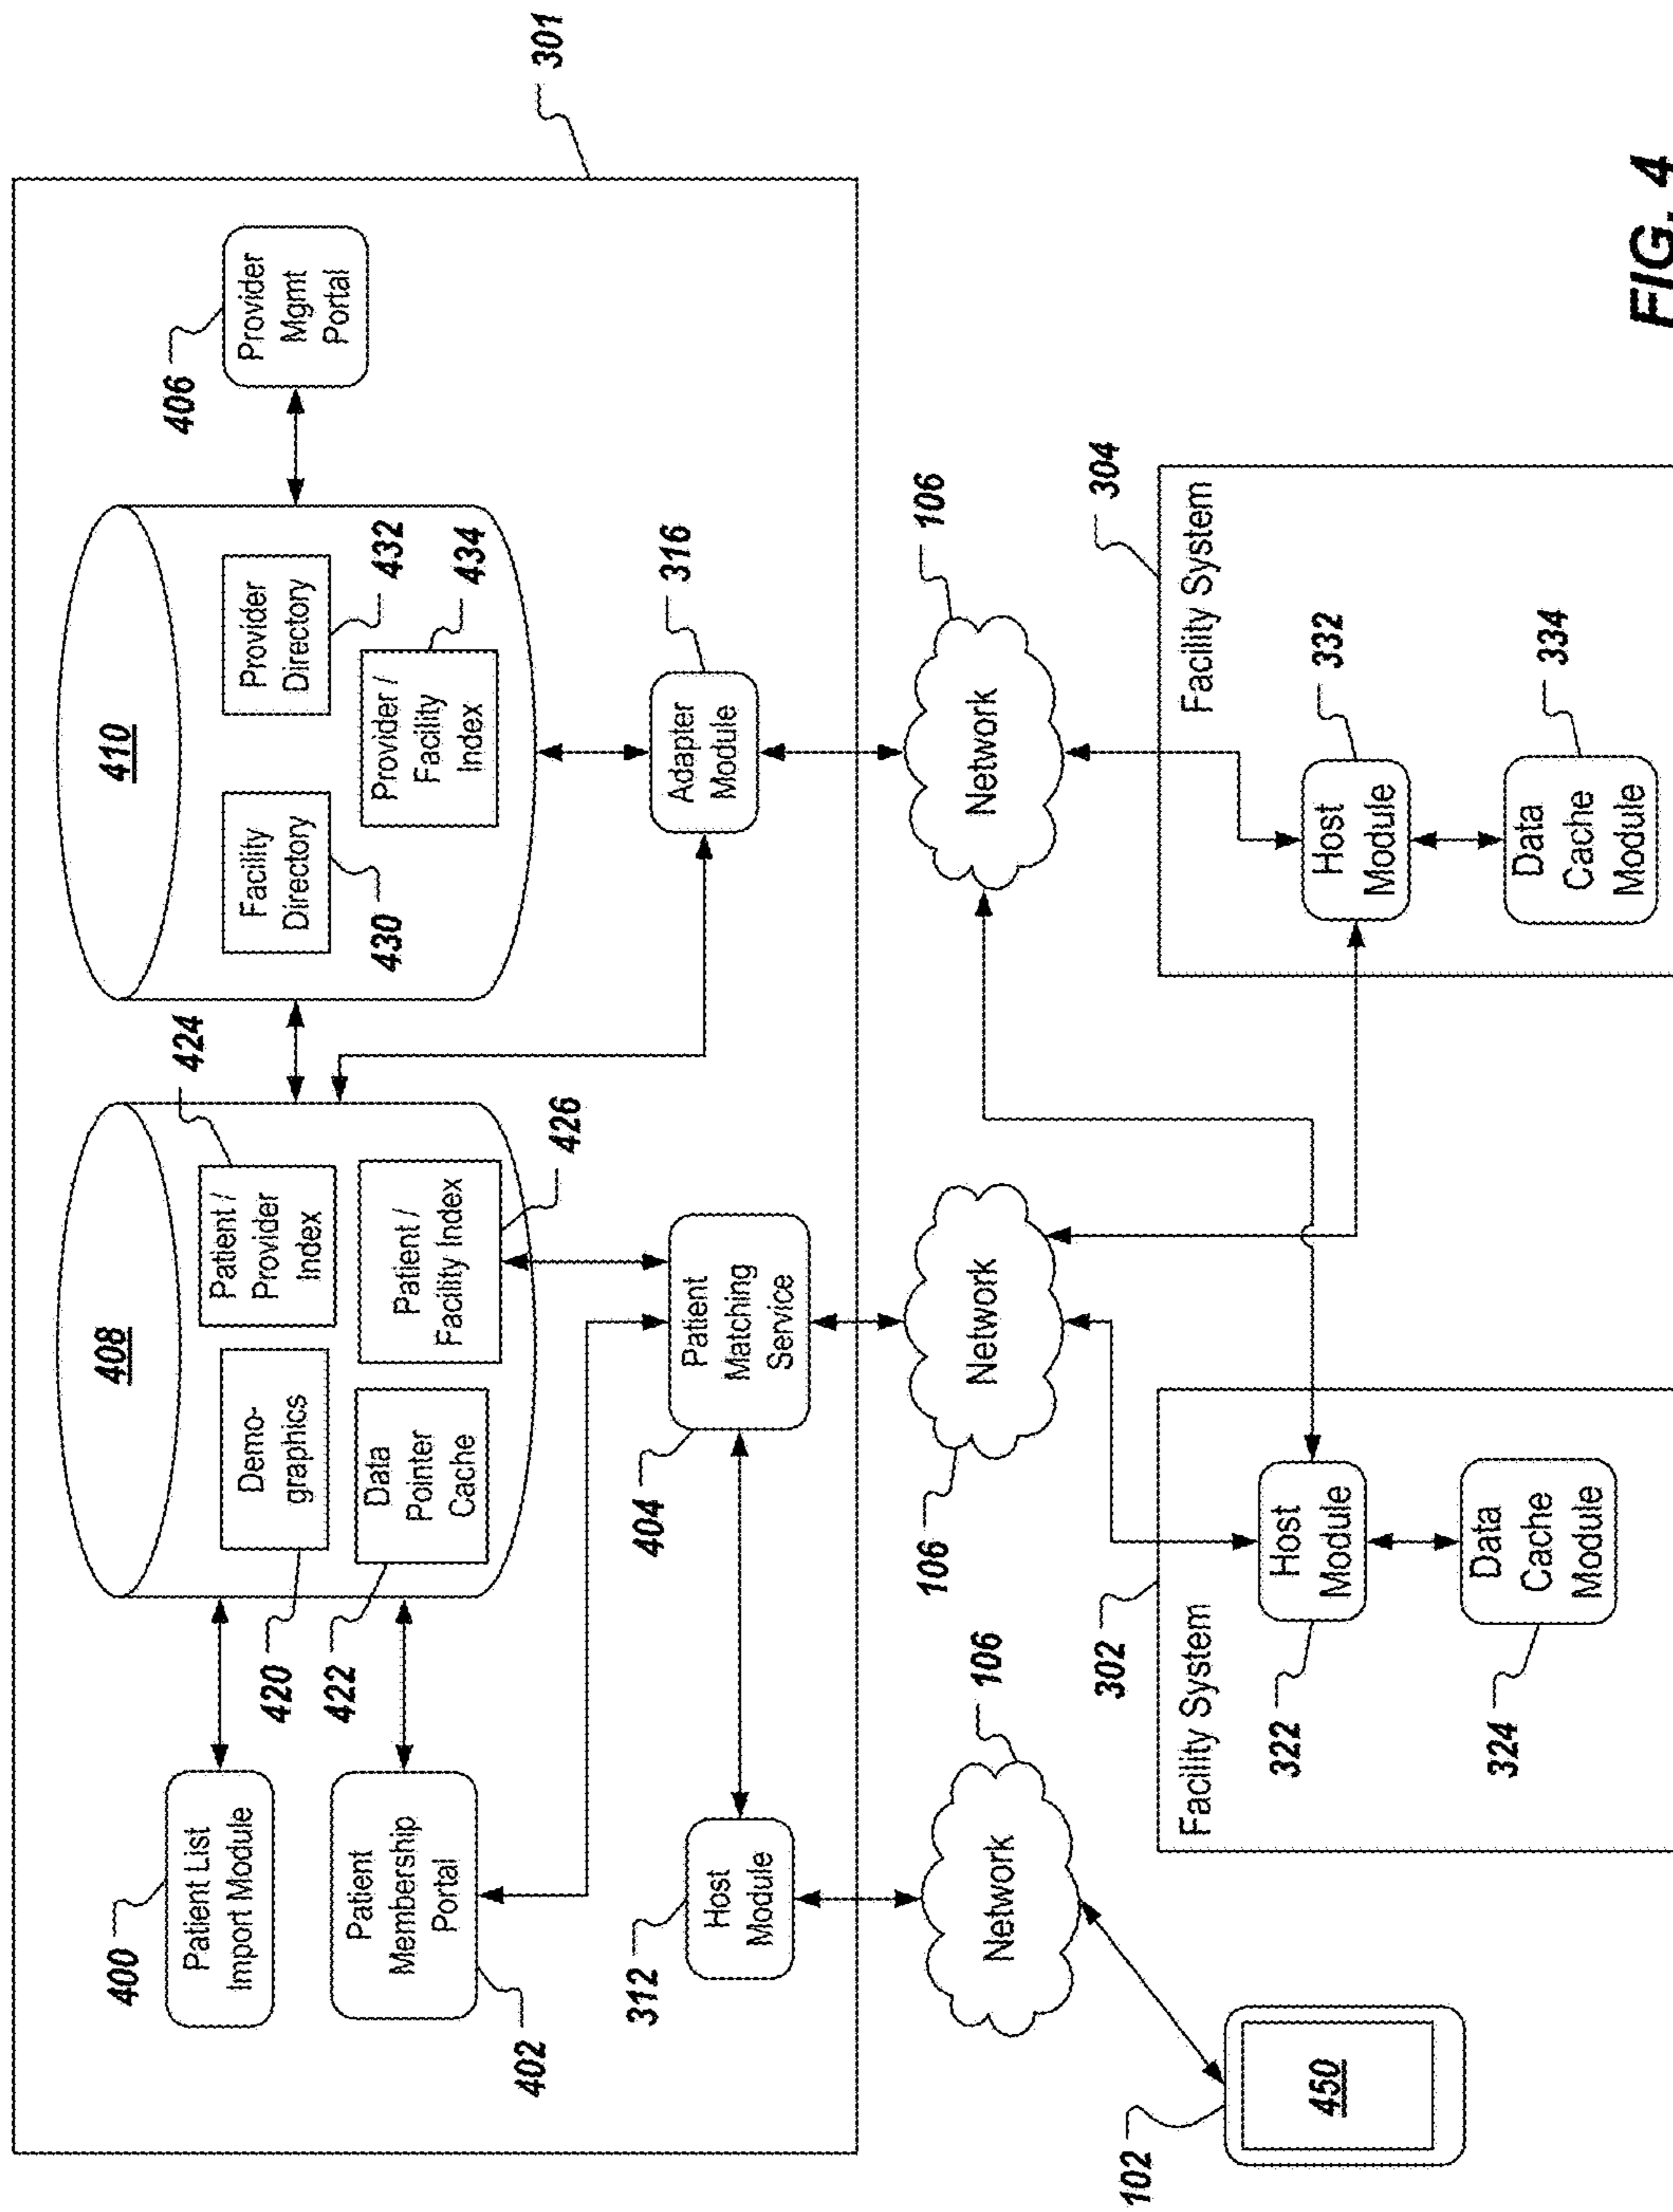 301
408
410
Demo-
graphics
420
Patient /
Provider
Index
424
Data
Pointer
Cache
422
Patient /
Facility Index
426
Facility
Directory
430
Provider
Directory
432
Provider /
Facility
Index
434
406
Provider
Mgmt
Portal
400
Patient List
Import Module
Patient
Membership
Portal
402
312
Host
Module
404
Patient
Matching
Service
Adapter
Module
316
Network
106
Network
106
Network
106
102
450
302
Facility System
322
Host
Module
324
Data
Cache
Module
304
Facility System
332
Host
Module
334
Data
Cache
Module
FIG. 4